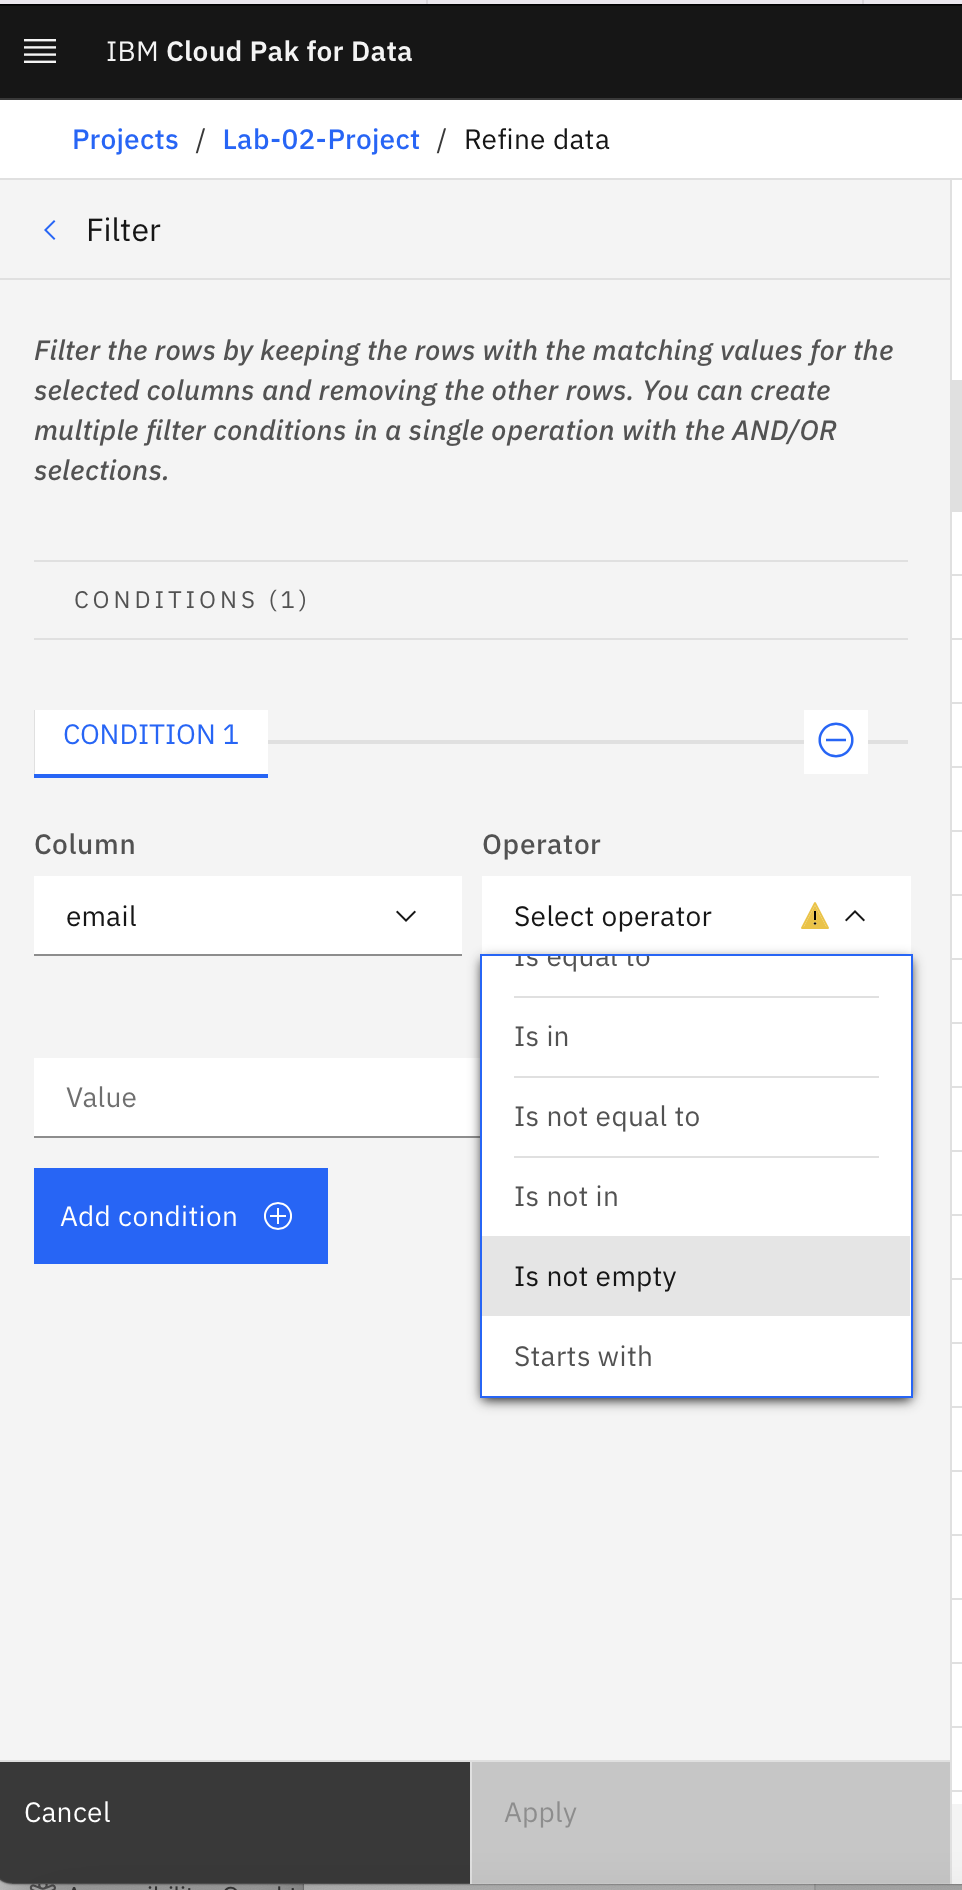 IBM Cloud Pak for Data
Projects / Lab-02-Project / Refine data
Filter
Filter the rows by keeping the rows with the matching values for the
selected columns and removing the other rows. You can create
multiple filter conditions in a single operation with the AND/OR
selections.
CONDITIONS (1)
CONDITION 1
Column
Operator
email
Select operator
Is equal to
Is in
Value
Is not equal to
Is not in
Add condition
Is not empty
Starts with
Cancel
Apply